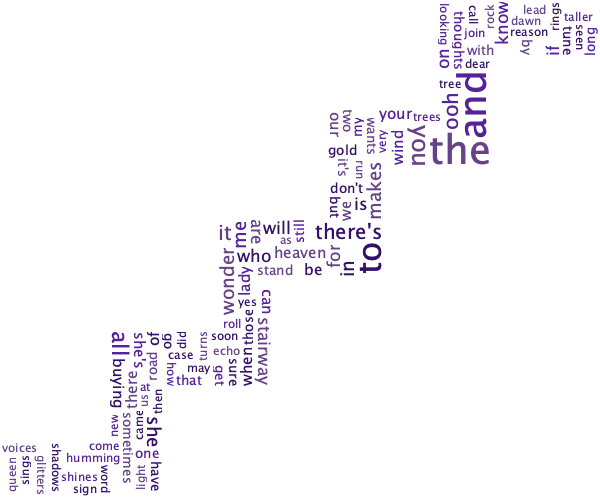 looking
on
thoughts
call
join
with
dear
rock
know
lead
dawn
reason
by
rings
if
tune
taller
seen
long
tree
ooh
and
the
you
your
trees
wind
very
wants
my
two
our
gold
it's
run
don't
but
we
is
makes
there's
to
in
for
be
heaven
stand
as
still
will
are
me
it
who
wonder
lady
yes
those
when
can
stairway
roll
soon
echo
get
sure
turns
may
did
case
go
how
that
of
road
she's
there
all
buying
at
us
then
new
sometimes
came
she
one
light
have
come
humming
word
shines
sign
shadows
voices
glitters
sings
queen